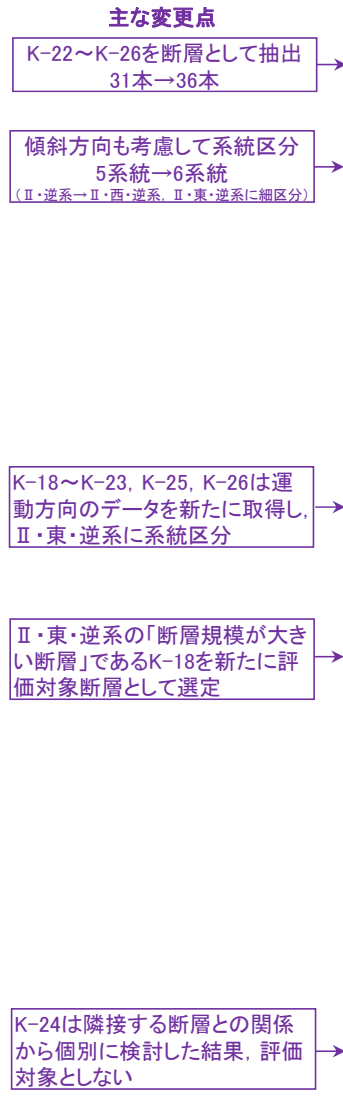 主な変更点
K-22～K-26を断層として抽出
31本→36本
傾斜方向も考慮して系統区分
5系統→6系統
(Ⅱ・逆系→Ⅱ・西・逆系，Ⅱ・東・逆系に細区分)
K-18～K-23，K-25，K-26は運
動方向のデータを新たに取得し，
Ⅱ・東・逆系に系統区分
Ⅱ・東・逆系の「断層規模が大き
い断層」であるK-18を新たに評
価対象断層として選定
K-24は隣接する断層との関係
から個別に検討した結果，評価
対象としない